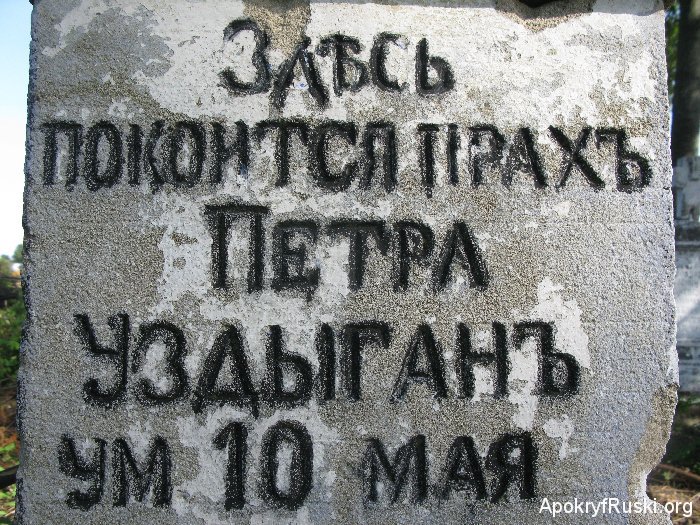 Здѣсь
покоится прахъ
Петра
Уздыганъ
ум 10 мая
ApokryfRuski.org